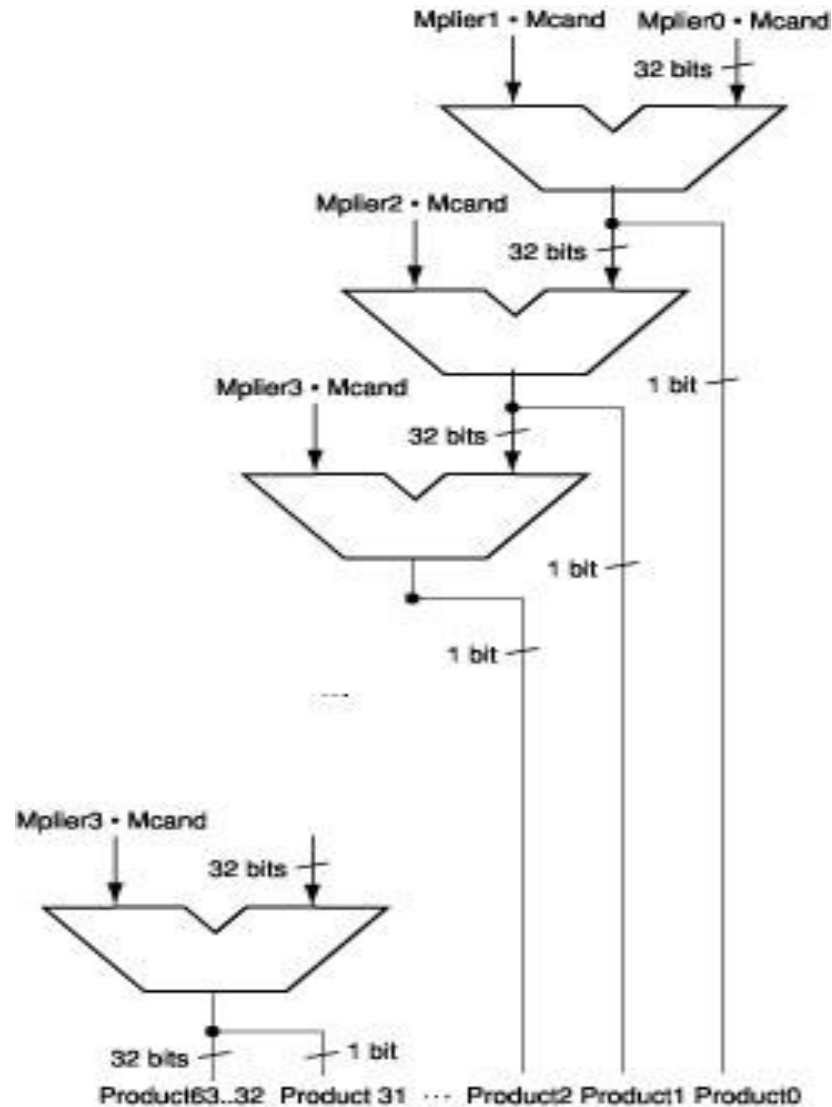 Mplier1 • Mcand Mplier0 • Mcand
32 bits
Mplier2 • Mcand
32 bits
1 bit
Mplier3 • Mcand
32 bits
1 bit
1 bit
....
Mplier3 • Mcand
32 bits
32 bits 1 bit
Product63..32 Product 31 ... Product2 Product1 Product0